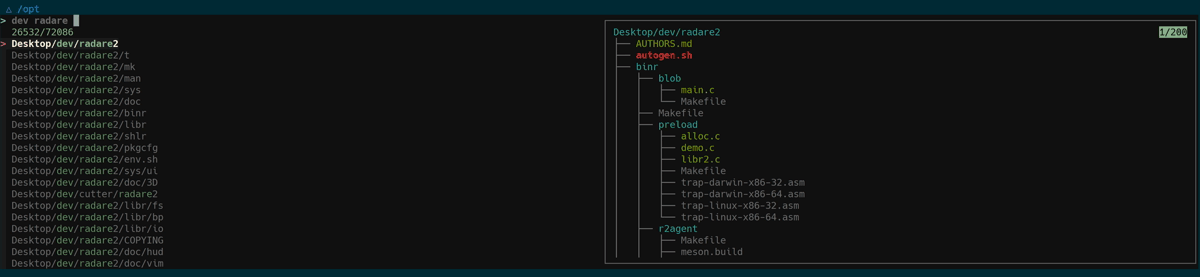 △ /opt
> dev radare
26532/72086
> Desktop/dev/radare2
Desktop/dev/radare2/t
Desktop/dev/radare2/mk
Desktop/dev/radare2/man
Desktop/dev/radare2/sys
Desktop/dev/radare2/doc
Desktop/dev/radare2/binr
Desktop/dev/radare2/libr
Desktop/dev/radare2/shlr
Desktop/dev/radare2/pkgcfg
Desktop/dev/radare2/env.sh
Desktop/dev/radare2/sys/ui
Desktop/dev/radare2/doc/3D
Desktop/dev/cutter/radare2
Desktop/dev/radare2/libr/fs
Desktop/dev/radare2/libr/bp
Desktop/dev/radare2/libr/io
Desktop/dev/radare2/COPYING
Desktop/dev/radare2/doc/hud
Desktop/dev/radare2/doc/vim
Desktop/dev/radare2 1/200
├── AUTHORS.md
├── autogen.sh
├── binr
│   ├── blob
│   │   ├── main.c
│   │   └── Makefile
│   ├── Makefile
│   ├── preload
│   │   ├── alloc.c
│   │   ├── demo.c
│   │   ├── libr2.c
│   │   ├── Makefile
│   │   ├── trap-darwin-x86-32.asm
│   │   ├── trap-darwin-x86-64.asm
│   │   ├── trap-linux-x86-32.asm
│   │   └── trap-linux-x86-64.asm
│   ├── r2agent
│   │   ├── Makefile
│   │   ├── meson.build